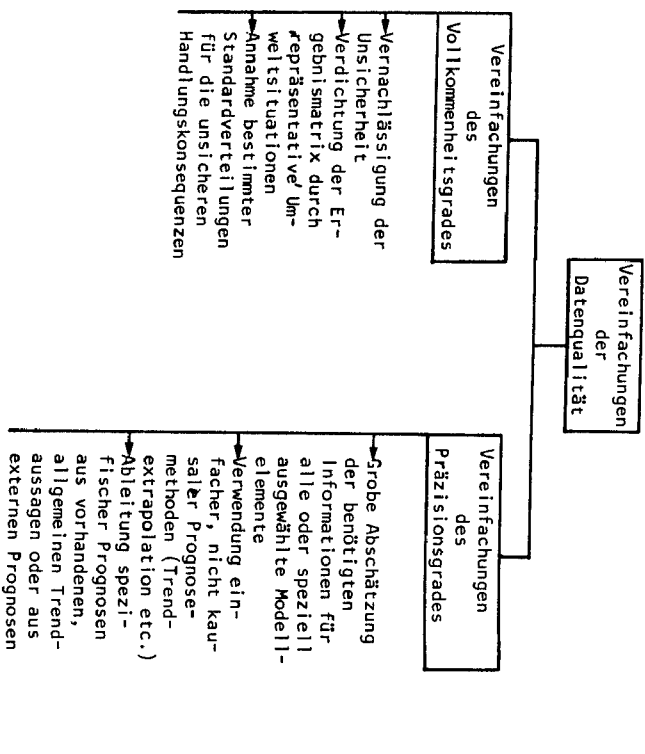 Vereinfachungen
der
Datenqualität
Vereinfachungen
des
Vollkommenheitsgrades
Vernachlässigung der
Unsicherheit
Verdichtung der Er-
gebnismatrix durch
'repräsentative' Um-
weltsituationen
Annahme bestimmter
Standardverteilungen
für die unsicheren
Handlungskonsequenzen
Vereinfachungen
des
Präzisionsgrades
Grobe Abschätzung
der benötigten
Informationen für
alle oder speziell
ausgewählte Modell-
elemente
Verwendung ein-
facher, nicht kau-
saler Prognose-
methoden (Trend-
extrapolation etc.)
Ableitung spezi-
fischer Prognosen
aus vorhandenen,
allgemeinen Trend-
aussagen oder aus
externen Prognosen